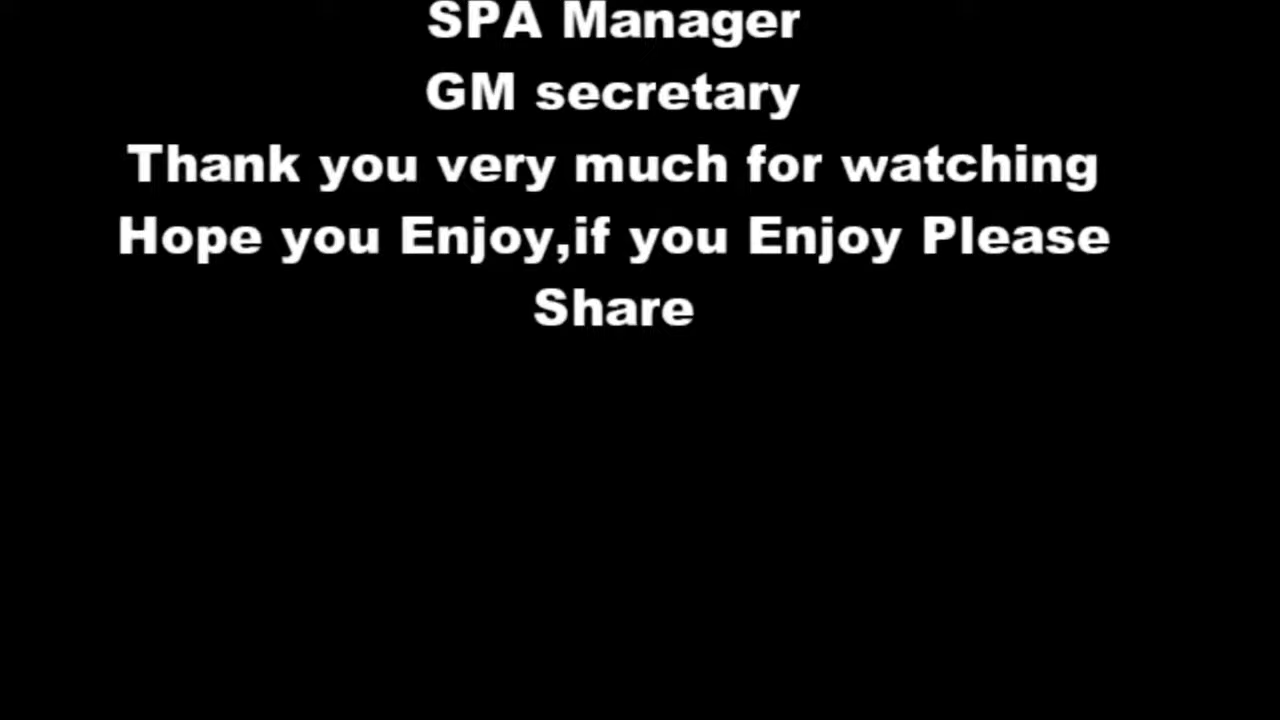 SPA Manager
GM secretary
Thank you very much for watching
Hope you Enjoy,if you Enjoy Please
Share